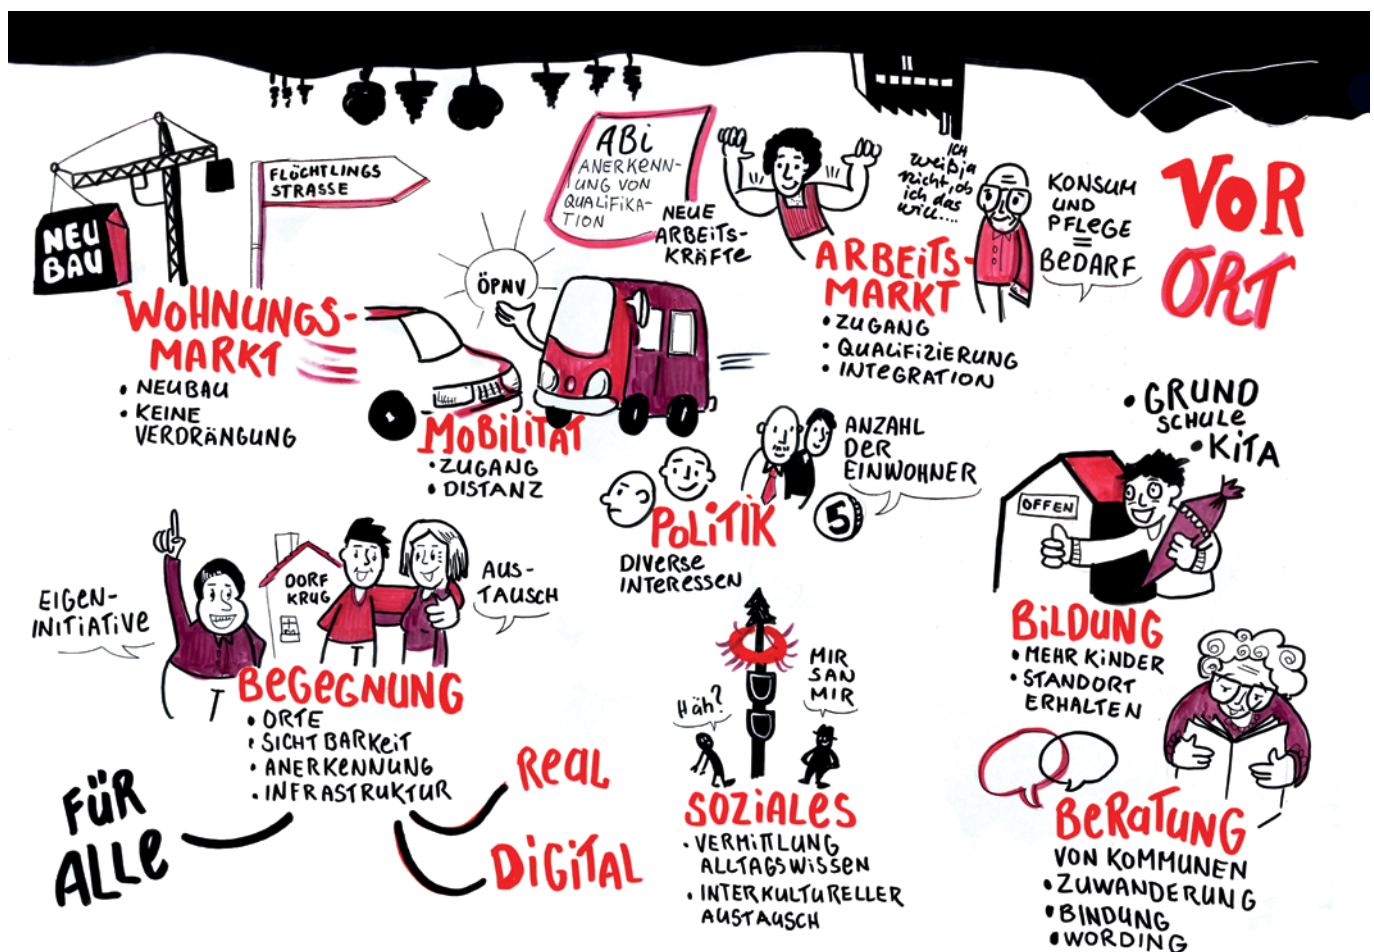 VOR
ORT
NEU
BAU
FLÖCHTLINGS
STRASSE
WOHNUNGS-
MARKT
• NEUBAU
• KEINE
VERDRÄNGUNG
ÖPNV
MOBILITÄT
• ZUGANG
• DISTANZ
ABI
ANERKENN-
UNG VON
QUALIFIKA-
TION
NEUE
ARBEITS-
KRÄFTE
ICH
weiß ja
nicht, ob
ich das
will....
KONSUM
UND
PFLEGE
=
BEDARF
ARBEITS-
MARKT
• ZUGANG
• QUALIFIZIERUNG
• INTEGRATION
ANZAHL
DER
EINWOHNER
5
POLITIK
DIVERSE
INTERESSEN
• GRUND
SCHULE
• KITA
OFFEN
BILDUNG
• MEHR KINDER
• STANDORT
ERHALTEN
EIGEN-
INITIATIVE
DORF
KRUG
AUS-
TAUSCH
BEGEGNUNG
• ORTE
• SICHTBARKEIT
• ANERKENNUNG
• INFRASTRUKTUR
FÜR
ALLE
REAL
DIGITAL
Häh?
MIR
SAN
MIR
SOZIALES
• VERMITTLUNG
ALLTAGSWISSEN
• INTERKULTURELLER
AUSTAUSCH
BERATUNG
VON KOMMUNEN
• ZUWANDERUNG
• BINDUNG
• WORDING